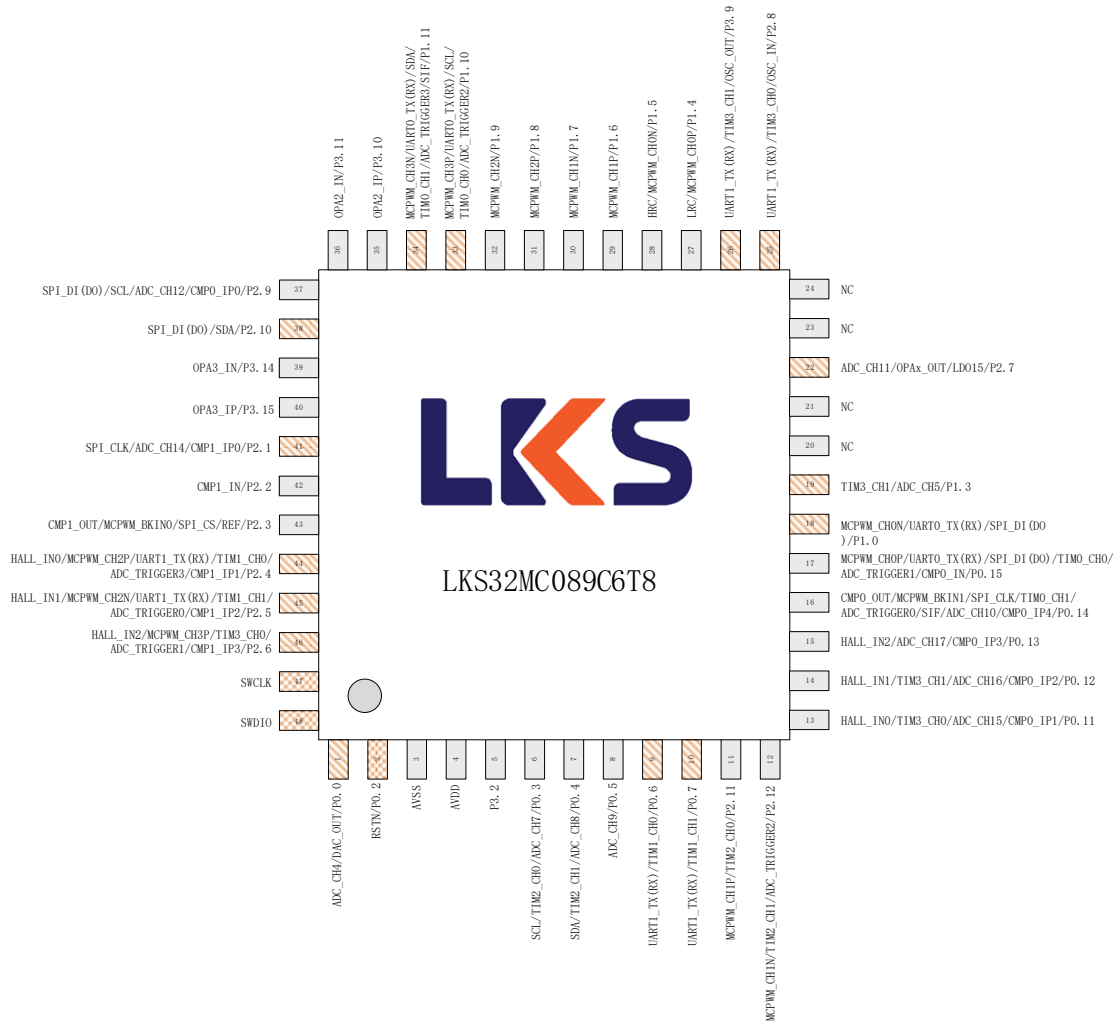 MCPWM_CH3N/UART0_TX(RX)/SDA/
TIM0_CH1/ADC_TRIGGER3/SIF/P1.11
MCPWM_CH3P/UART0_TX(RX)/SCL/
TIM0_CH0/ADC_TRIGGER2/P1.10
OPA2_IN/P3.11
OPA2_IP/P3.10
MCPWM_CH2N/P1.9
MCPWM_CH2P/P1.8
MCPWM_CH1N/P1.7
MCPWM_CH1P/P1.6
HRC/MCPWM_CH0N/P1.5
LRC/MCPWM_CH0P/P1.4
UART1_TX(RX)/TIM3_CH1/OSC_OUT/P3.9
UART1_TX(RX)/TIM3_CH0/OSC_IN/P2.8
36
35
34
33
32
31
30
29
28
27
26
25
SPI_DI(DO)/SCL/ADC_CH12/CMP0_IP0/P2.9
37
SPI_DI(DO)/SDA/P2.10
38
OPA3_IN/P3.14
39
OPA3_IP/P3.15
40
SPI_CLK/ADC_CH14/CMP1_IP0/P2.1
41
CMP1_IN/P2.2
42
CMP1_OUT/MCPWM_BKIN0/SPI_CS/REF/P2.3
43
HALL_IN0/MCPWM_CH2P/UART1_TX(RX)/TIM1_CH0/
ADC_TRIGGER3/CMP1_IP1/P2.4
44
HALL_IN1/MCPWM_CH2N/UART1_TX(RX)/TIM1_CH1/
ADC_TRIGGER0/CMP1_IP2/P2.5
45
HALL_IN2/MCPWM_CH3P/TIM3_CH0/
ADC_TRIGGER1/CMP1_IP3/P2.6
46
SWCLK
47
SWDIO
48
LKS
LKS32MC089C6T8
24
NC
23
NC
22
ADC_CH11/OPAx_OUT/LDO15/P2.7
21
NC
20
NC
19
TIM3_CH1/ADC_CH5/P1.3
18
MCPWM_CH0N/UART0_TX(RX)/SPI_DI(DO
)/P1.0
17
MCPWM_CH0P/UART0_TX(RX)/SPI_DI(DO)/TIM0_CH0/
ADC_TRIGGER1/CMP0_IN/P0.15
16
CMP0_OUT/MCPWM_BKIN1/SPI_CLK/TIM0_CH1/
ADC_TRIGGER0/SIF/ADC_CH10/CMP0_IP4/P0.14
15
HALL_IN2/ADC_CH17/CMP0_IP3/P0.13
14
HALL_IN1/TIM3_CH1/ADC_CH16/CMP0_IP2/P0.12
13
HALL_IN0/TIM3_CH0/ADC_CH15/CMP0_IP1/P0.11
1
2
3
4
5
6
7
8
9
10
11
12
ADC_CH4/DAC_OUT/P0.0
RSTN/P0.2
AVSS
AVDD
P3.2
SCL/TIM2_CH0/ADC_CH7/P0.3
SDA/TIM2_CH1/ADC_CH8/P0.4
ADC_CH9/P0.5
UART1_TX(RX)/TIM1_CH0/P0.6
UART1_TX(RX)/TIM1_CH1/P0.7
MCPWM_CH1P/TIM2_CH0/P2.11
MCPWM_CH1N/TIM2_CH1/ADC_TRIGGER2/P2.12